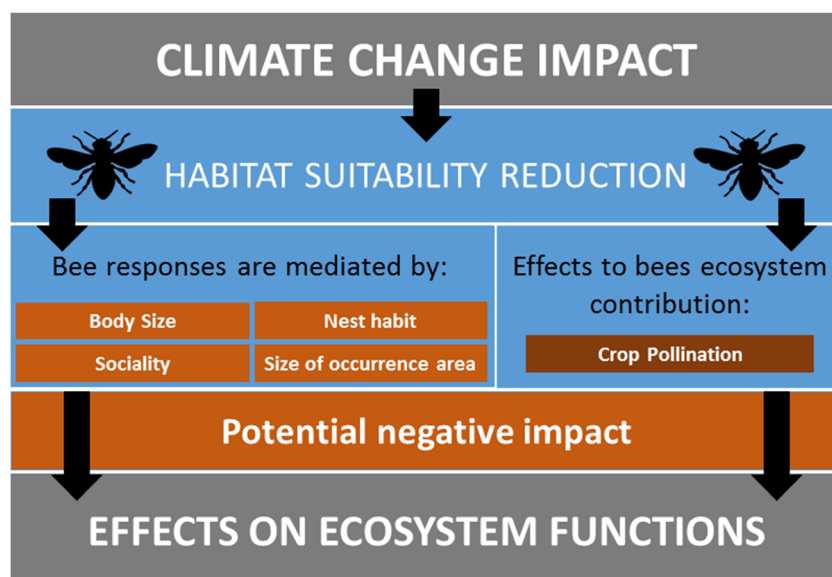 CLIMATE CHANGE IMPACT
HABITAT SUITABILITY REDUCTION
Bee responses are mediated by:
Body Size
Nest habit
Sociality
Size of occurrence area
Effects to bees ecosystem
contribution:
Crop Pollination
Potential negative impact
EFFECTS ON ECOSYSTEM FUNCTIONS